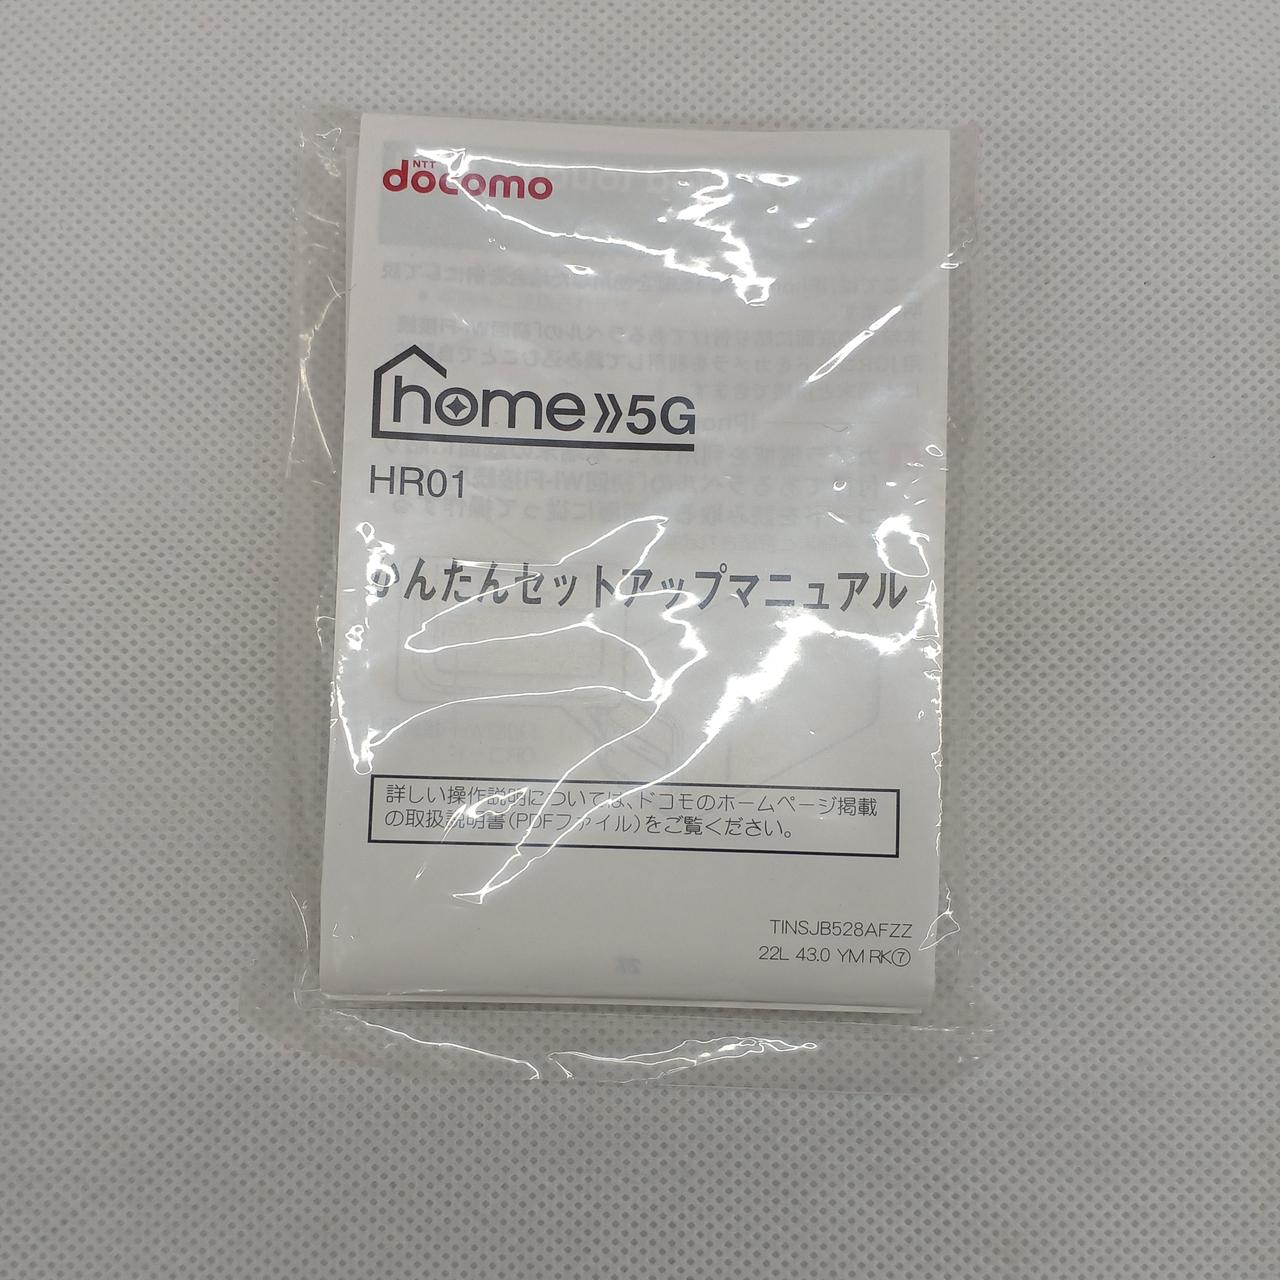 NTT
docomo
home 5G
HR01
かんたんセットアップマニュアル
詳しい操作説明については、ドコモのホームページ掲載
の取扱説明書(PDFファイル)をご覧ください。
TINSJB528AFZZ
22L 43.0 YM RK⑦